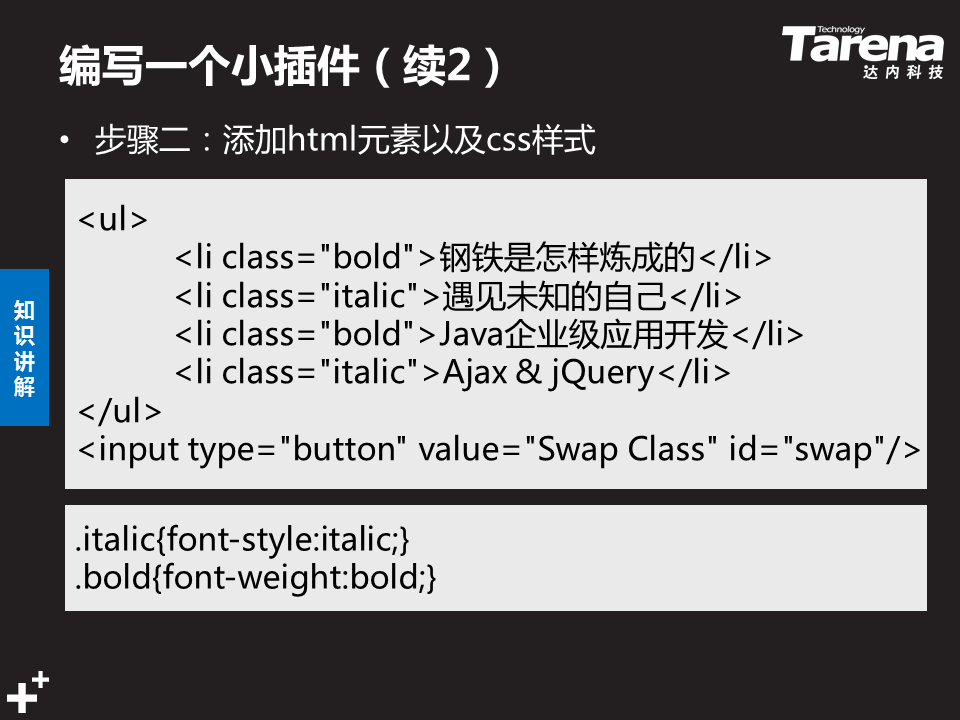 编写一个小插件（续2）
Technology
Tarena
达内科技
• 步骤二：添加html元素以及css样式
<ul>
<li class="bold">钢铁是怎样炼成的</li>
<li class="italic">遇见未知的自己</li>
<li class="bold">Java企业级应用开发</li>
<li class="italic">Ajax & jQuery</li>
</ul>
<input type="button" value="Swap Class" id="swap"/>
知识讲解
.italic{font-style:italic;}
.bold{font-weight:bold;}